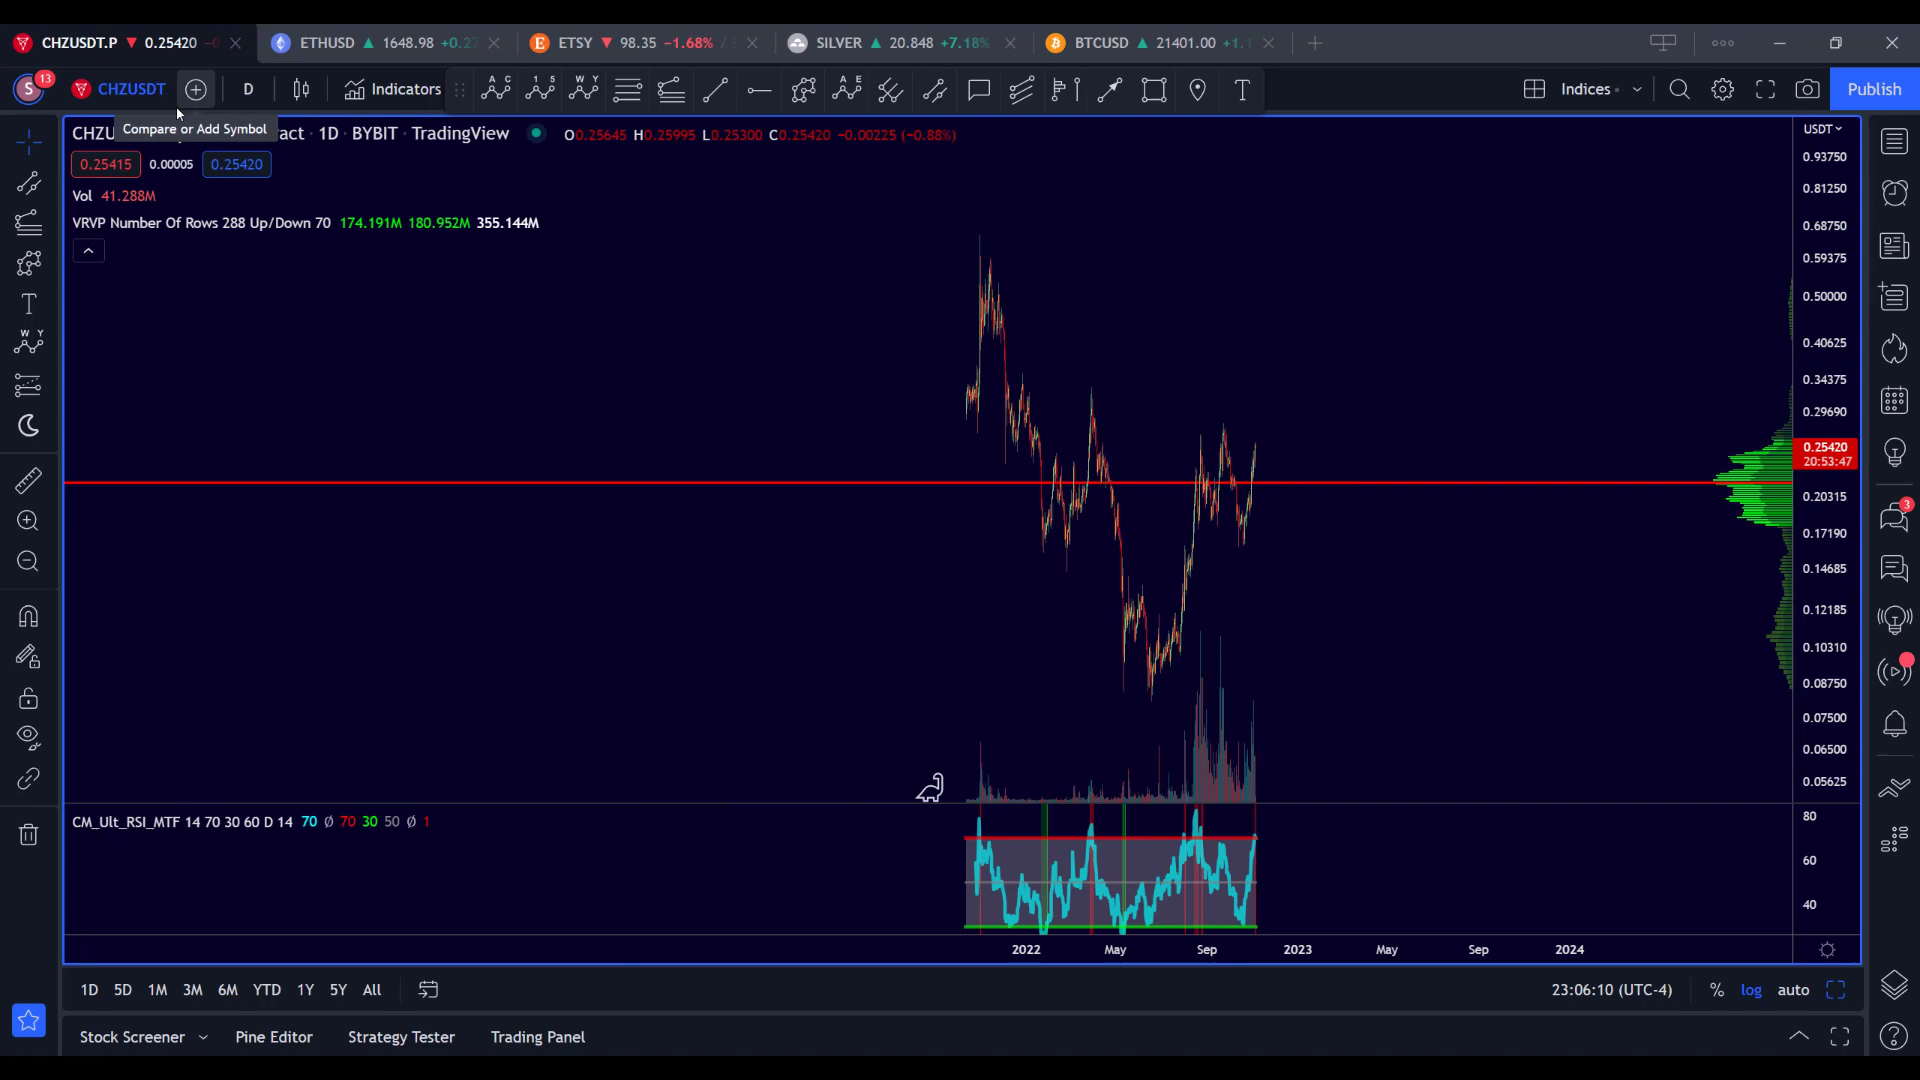 CHZUSDT.P ▼ 0.25420 ETHUSD ▲ 1648.98 +0.27 ETSY ▼ 98.35 −1.68% SILVER ▲ 20.848 +7.18% BTCUSD ▲ 21401.00 +1.1
S 13 CHZUSDT D Indicators A C 1 5 W Y A E T Indices Publish
Compare or Add Symbol
CHZU ract · 1D · BYBIT · TradingView O0.25645 H0.25995 L0.25300 C0.25420 −0.00225 (−0.88%) USDT
0.25415 0.00005 0.25420
Vol 41.288M
VRVP Number Of Rows 288 Up/Down 70 174.191M 180.952M 355.144M
T
W Y
0.93750
0.81250
0.68750
0.59375
0.50000
0.40625
0.34375
0.29690
0.25420
20:53:47
0.20315
0.17190
0.14685
0.12185
0.10310
0.08750
0.07500
0.06500
0.05625
3
CM_Ult_RSI_MTF 14 70 30 60 D 14 70 Ø 70 30 50 Ø 1
80
60
40
2022 May Sep 2023 May Sep 2024
1D 5D 1M 3M 6M YTD 1Y 5Y All 23:06:10 (UTC-4) % log auto
Stock Screener Pine Editor Strategy Tester Trading Panel